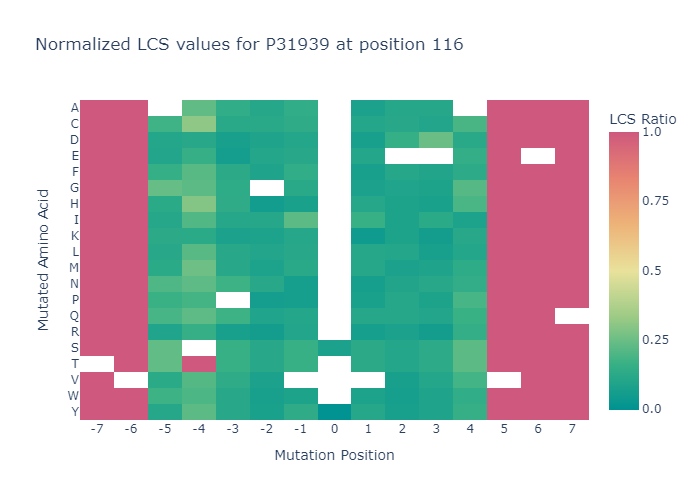 Normalized LCS values for P31939 at position 116
LCS Ratio
Mutated Amino Acid
A
C
D
E
F
G
H
I
K
L
M
N
P
Q
R
S
T
V
W
Y
1.0
0.75
0.5
0.25
0.0
-7 -6 -5 -4 -3 -2 -1 0 1 2 3 4 5 6 7
Mutation Position